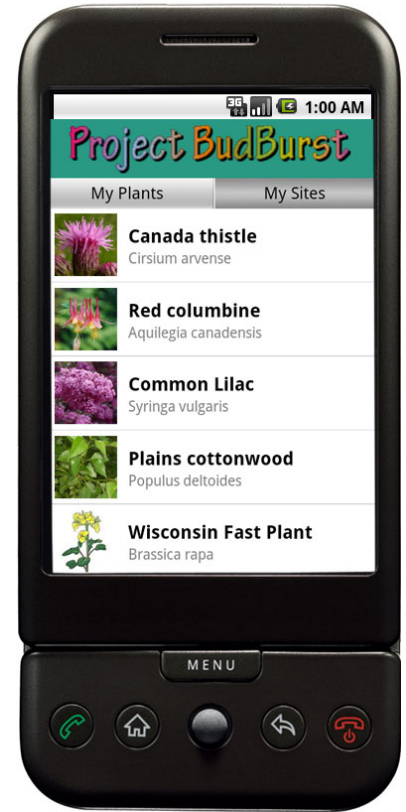 3G 1:00 AM
Project BudBurst
My Plants My Sites
Canada thistle
Cirsium arvense
Red columbine
Aquilegia canadensis
Common Lilac
Syringa vulgaris
Plains cottonwood
Populus deltoides
Wisconsin Fast Plant
Brassica rapa
MENU